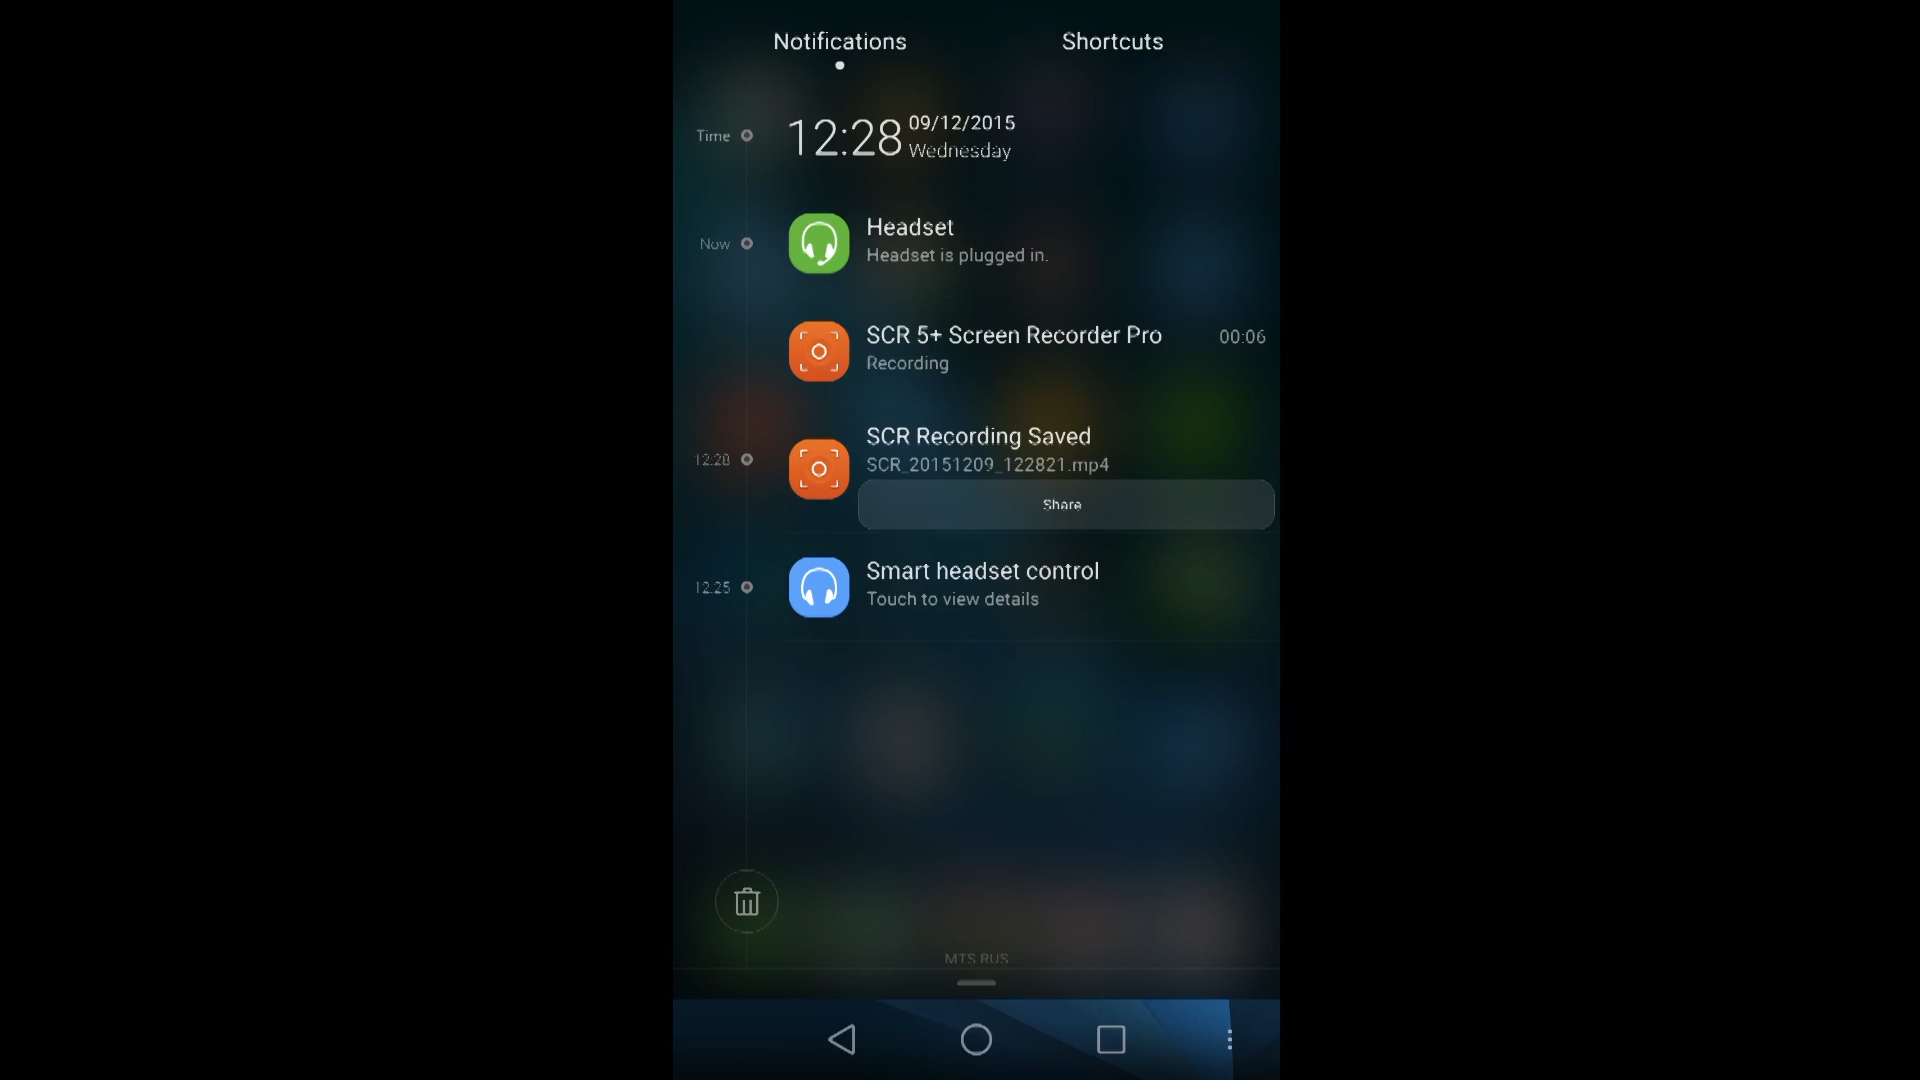 Notifications
Shortcuts
Time
12:28
09/12/2015
Wednesday
Now
Headset
Headset is plugged in.
SCR 5+ Screen Recorder Pro
00:06
Recording
SCR Recording Saved
12:28
SCR_20151209_122821.mp4
Share
Smart headset control
12:25
Touch to view details
MTS RUS